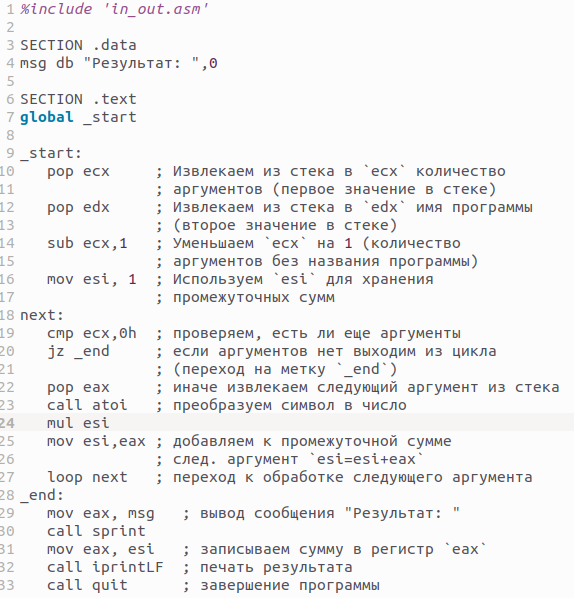 1 %include 'in_out.asm'
2
3 SECTION .data
4 msg db "Результат: ",0
5
6 SECTION .text
7 global _start
8
9 _start:
10    pop ecx     ; Извлекаем из стека в `ecx` количество
11                ; аргументов (первое значение в стеке)
12    pop edx     ; Извлекаем из стека в `edx` имя программы
13                ; (второе значение в стеке)
14    sub ecx,1   ; Уменьшаем `ecx` на 1 (количество
15                ; аргументов без названия программы)
16    mov esi, 1  ; Используем `esi` для хранения
17                ; промежуточных сумм
18 next:
19    cmp ecx,0h  ; проверяем, есть ли еще аргументы
20    jz _end     ; если аргументов нет выходим из цикла
21                ; (переход на метку `_end`)
22    pop eax     ; иначе извлекаем следующий аргумент из стека
23    call atoi   ; преобразуем символ в число
24    mul esi
25    mov esi,eax ; добавляем к промежуточной сумме
26                ; след. аргумент `esi=esi+eax`
27    loop next   ; переход к обработке следующего аргумента
28 _end:
29    mov eax, msg   ; вывод сообщения "Результат: "
30    call sprint
31    mov eax, esi   ; записываем сумму в регистр `eax`
32    call iprintLF  ; печать результата
33    call quit      ; завершение программы